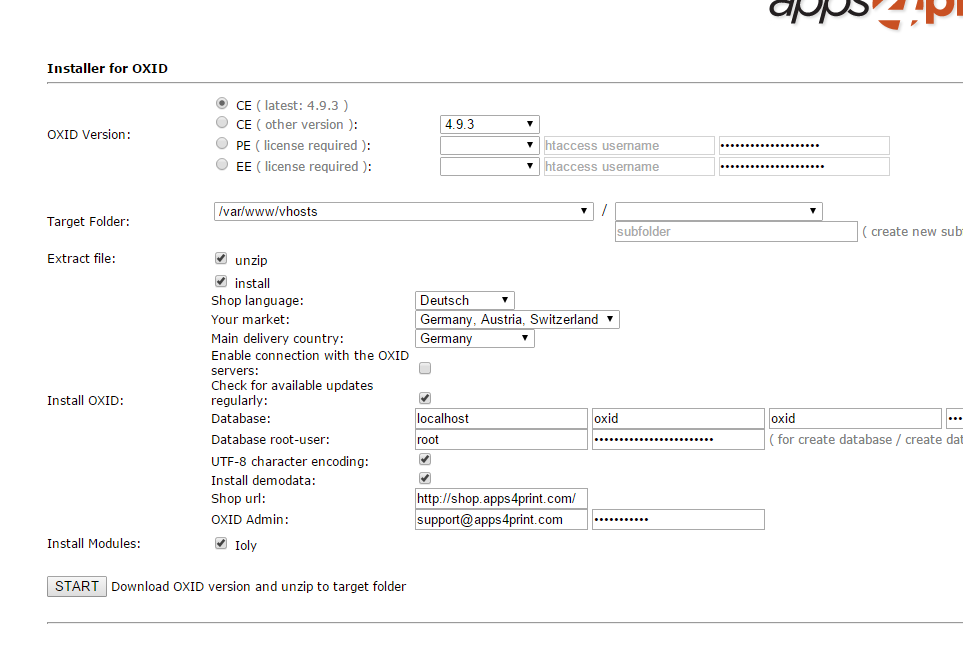 apps4pr
Installer for OXID
OXID Version:
CE ( latest: 4.9.3 )
CE ( other version ): 4.9.3
PE ( license required ): htaccess username ••••••••••••••••••••
EE ( license required ): htaccess username •••••••••••••••••••••
Target Folder: /var/www/vhosts /
subfolder ( create new sub
Extract file: unzip
install
Shop language: Deutsch
Your market: Germany, Austria, Switzerland
Main delivery country: Germany
Enable connection with the OXID
servers:
Check for available updates
regularly:
Install OXID:
Database: localhost oxid oxid •••
Database root-user: root ••••••••••••••••••••••••• ( for create database / create dat
UTF-8 character encoding:
Install demodata:
Shop url: http://shop.apps4print.com/
OXID Admin: support@apps4print.com •••••••••••
Install Modules: Ioly
START Download OXID version and unzip to target folder